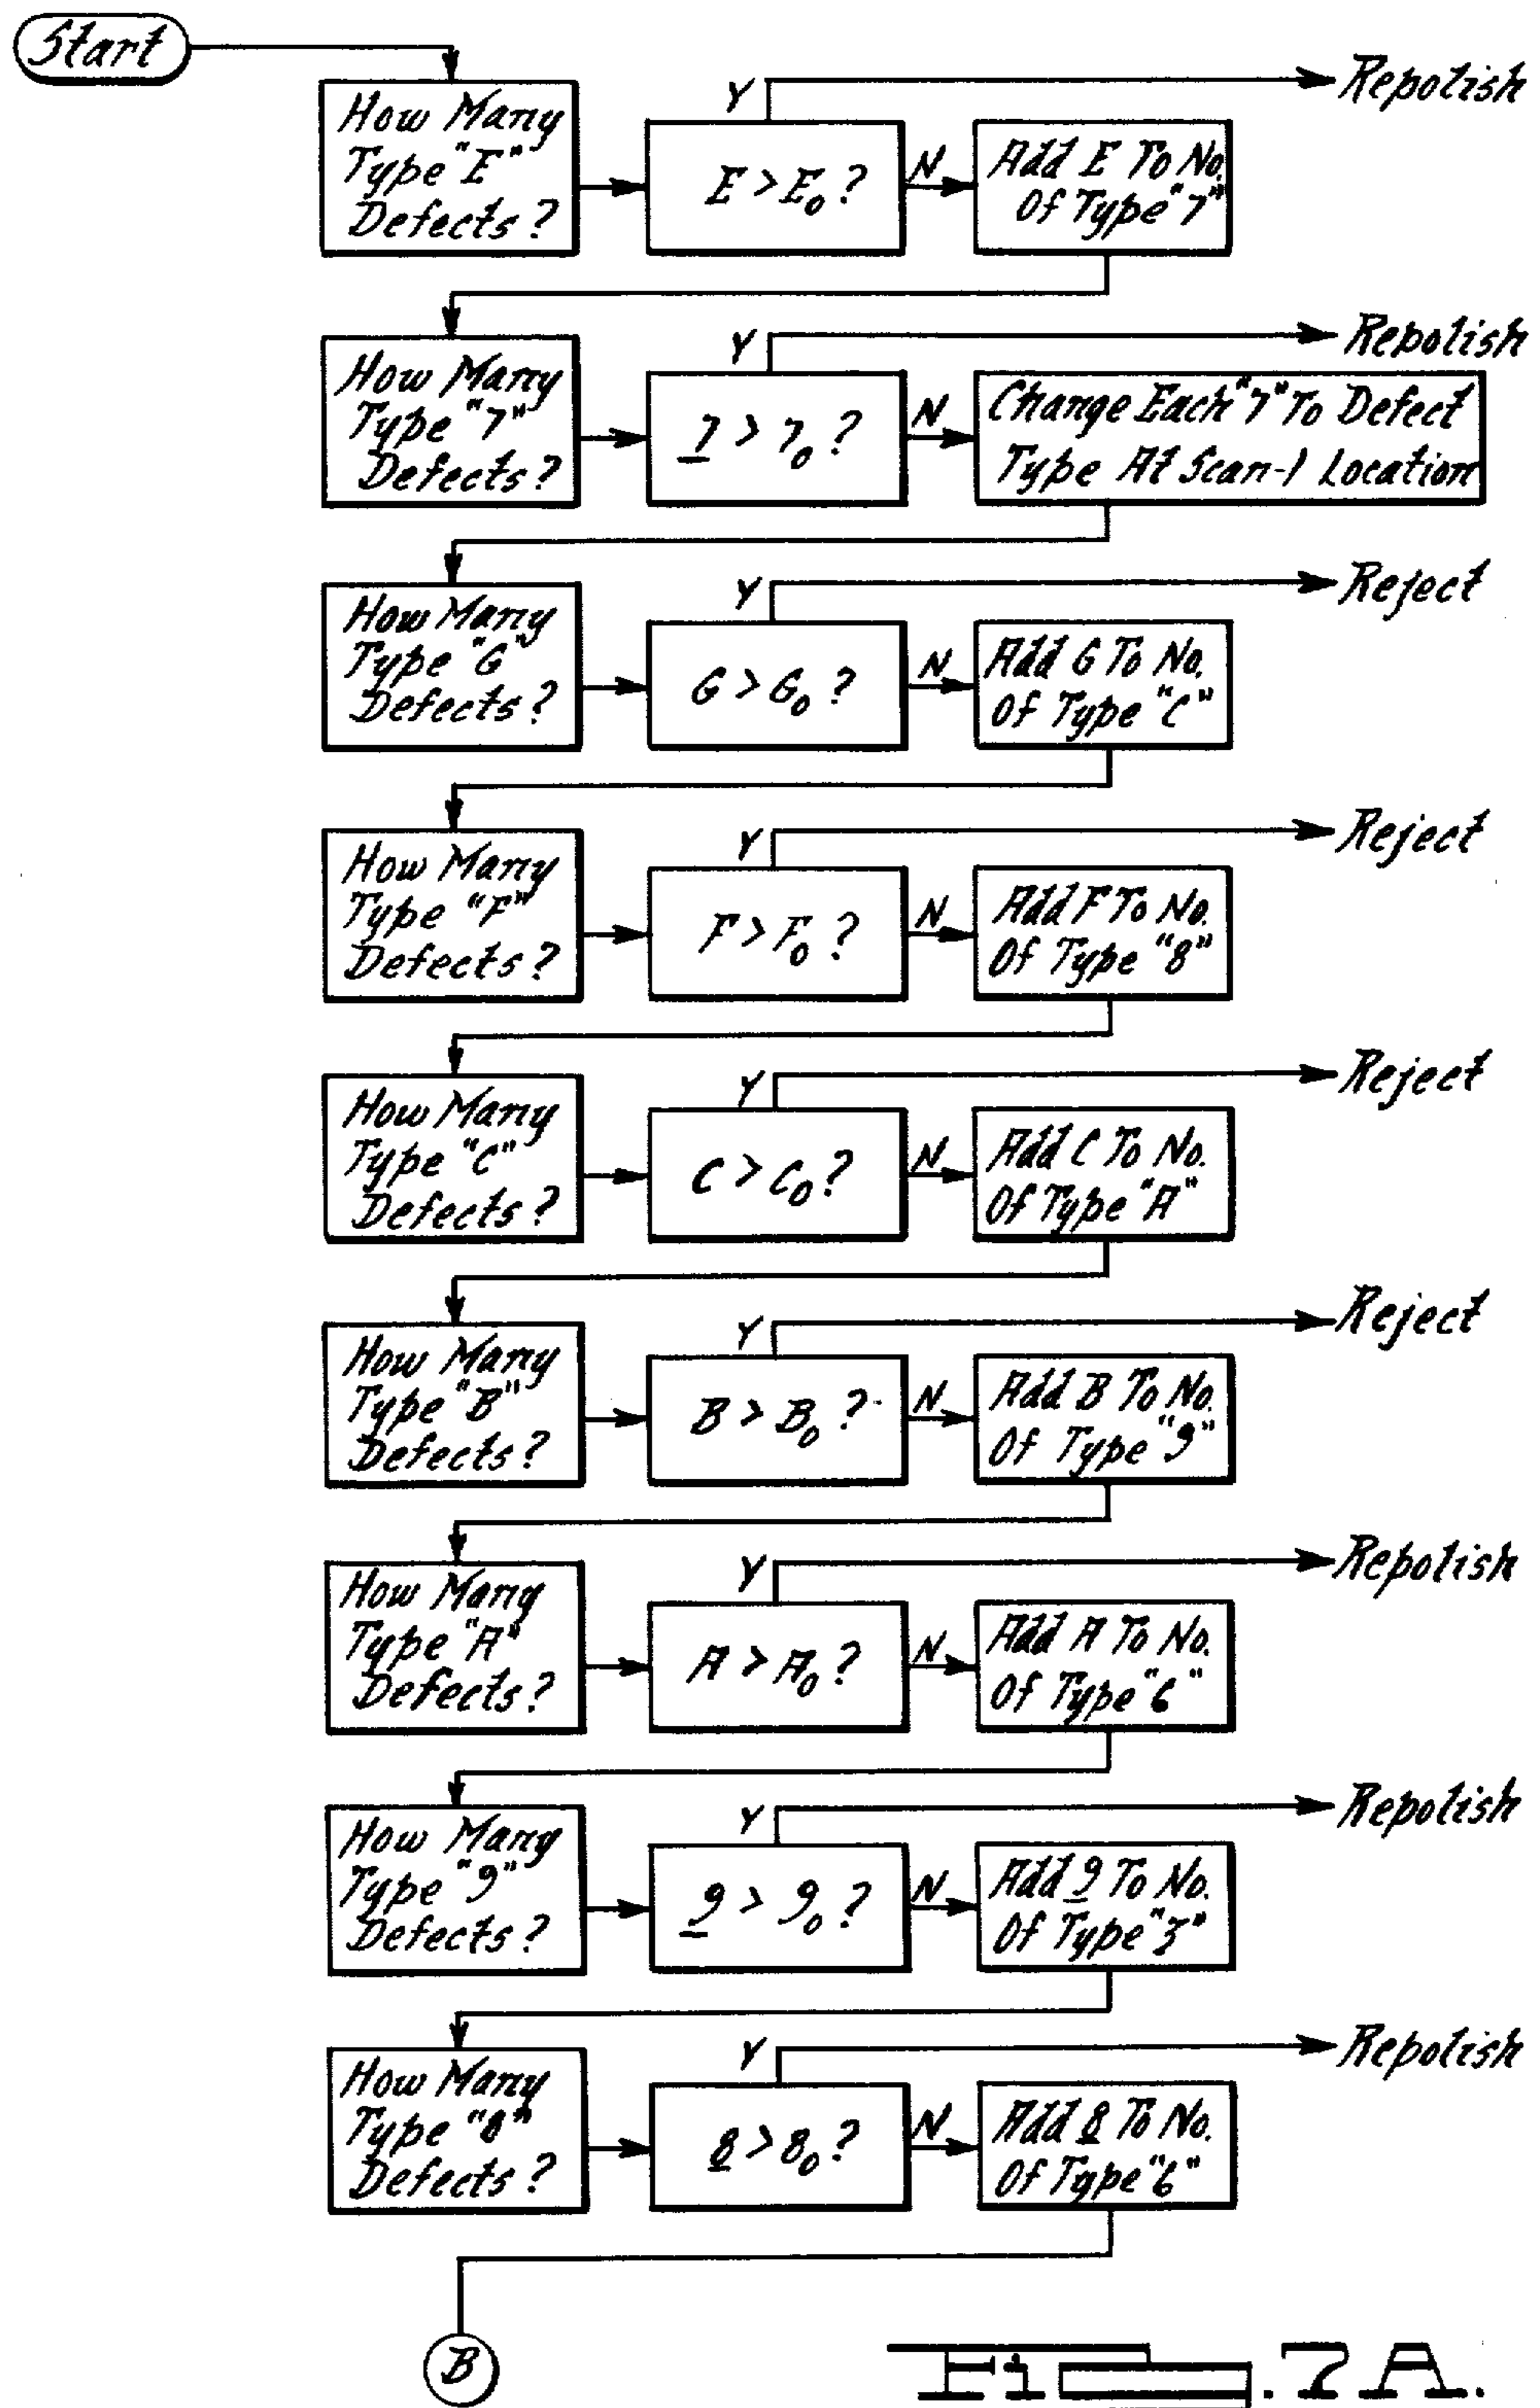 Start
How Many
Type "E"
Defects?
Y
E > E₀ ?
N
Repolish
Add E To No.
Of Type "7"
How Many
Type "7"
Defects?
Y
7 > 7₀ ?
N
Repolish
Change Each "7" To Defect
Type At Scan-1 Location
How Many
Type "G"
Defects?
Y
G > G₀ ?
N
Reject
Add G To No.
Of Type "C"
How Many
Type "F"
Defects?
Y
F > F₀ ?
N
Reject
Add F To No.
Of Type "8"
How Many
Type "C"
Defects?
Y
C > C₀ ?
N
Reject
Add C To No.
Of Type "A"
How Many
Type "B"
Defects?
Y
B > B₀ ?
N
Reject
Add B To No.
Of Type "9"
How Many
Type "A"
Defects?
Y
A > A₀ ?
N
Repolish
Add A To No.
Of Type "6"
How Many
Type "9"
Defects?
Y
9 > 9₀ ?
N
Repolish
Add 9 To No.
Of Type "3"
How Many
Type "8"
Defects?
Y
8 > 8₀ ?
N
Repolish
Add 8 To No.
Of Type "6"
B
Fig. 7A.